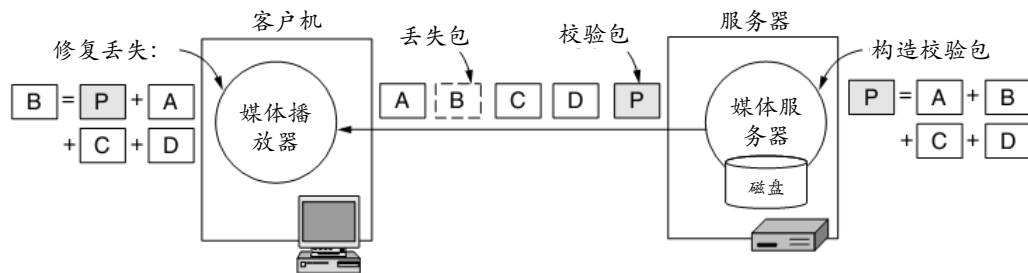 客户机
服务器
修复丢失:
丢失包
校验包
构造校验包
B = P + A
+ C + D
A B C D P
P = A + B
+ C + D
媒体播
放器
媒体服
务器
磁盘